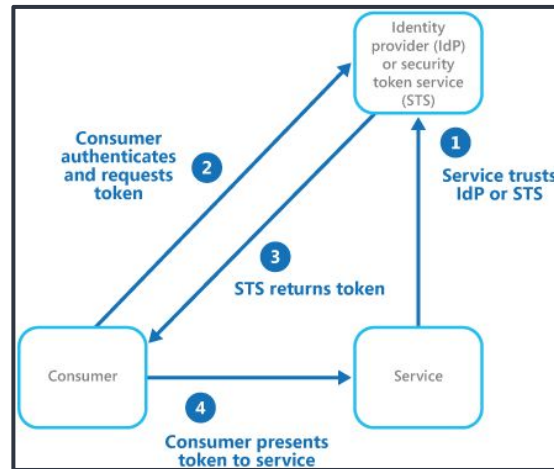 Identity
provider (IdP)
or security
token service
(STS)
1
Service trusts
IdP or STS
Consumer
authenticates
and requests
token
2
3
STS returns token
Consumer
Service
4
Consumer presents
token to service